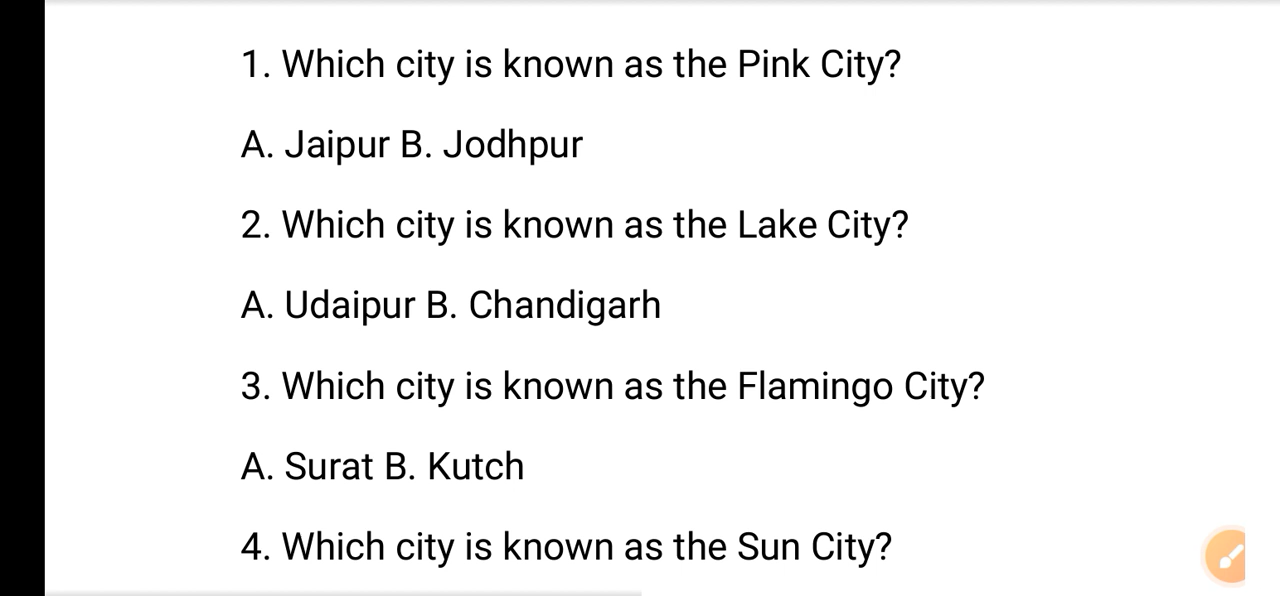 1. Which city is known as the Pink City?
A. Jaipur B. Jodhpur
2. Which city is known as the Lake City?
A. Udaipur B. Chandigarh
3. Which city is known as the Flamingo City?
A. Surat B. Kutch
4. Which city is known as the Sun City?